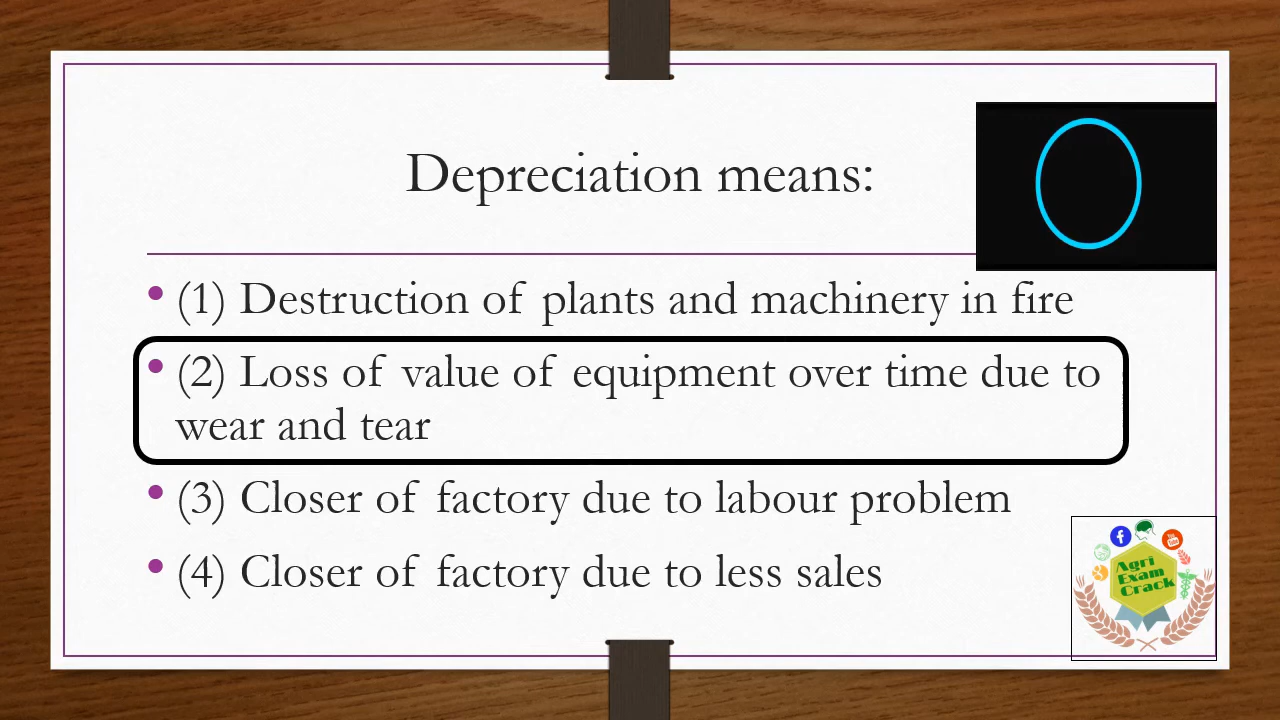 Depreciation means:
• (1) Destruction of plants and machinery in fire
• (2) Loss of value of equipment over time due to
wear and tear
• (3) Closer of factory due to labour problem
• (4) Closer of factory due to less sales
Agri
Exam
Crack